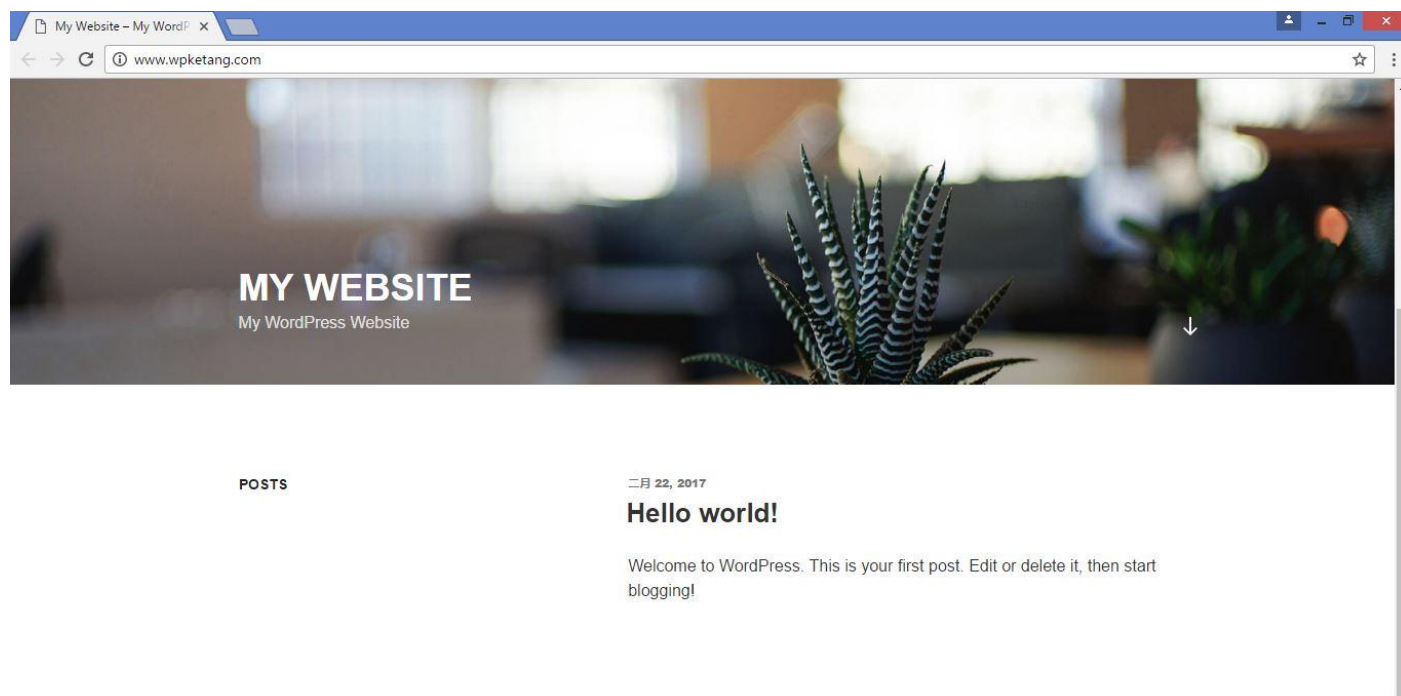 My Website – My WordP
www.wpketang.com
MY WEBSITE
My WordPress Website
POSTS
二月 22, 2017
Hello world!
Welcome to WordPress. This is your first post. Edit or delete it, then start
blogging!